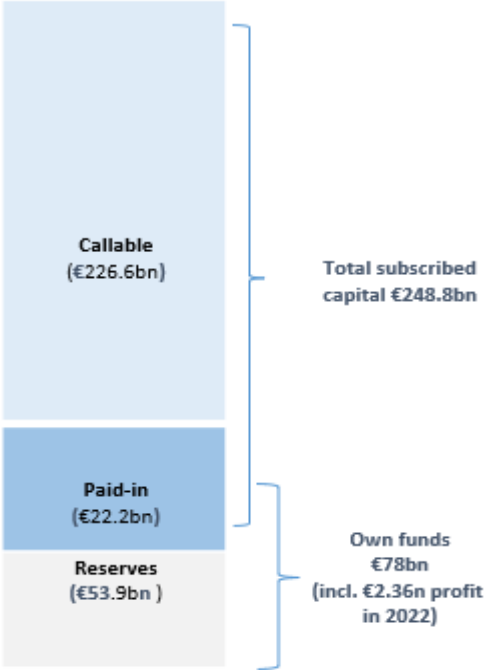 Callable
(€226.6bn)
Total subscribed
capital €248.8bn
Paid-in
(€22.2bn)
Reserves
(€53.9bn )
Own funds
€78bn
(incl. €2.36n profit
in 2022)